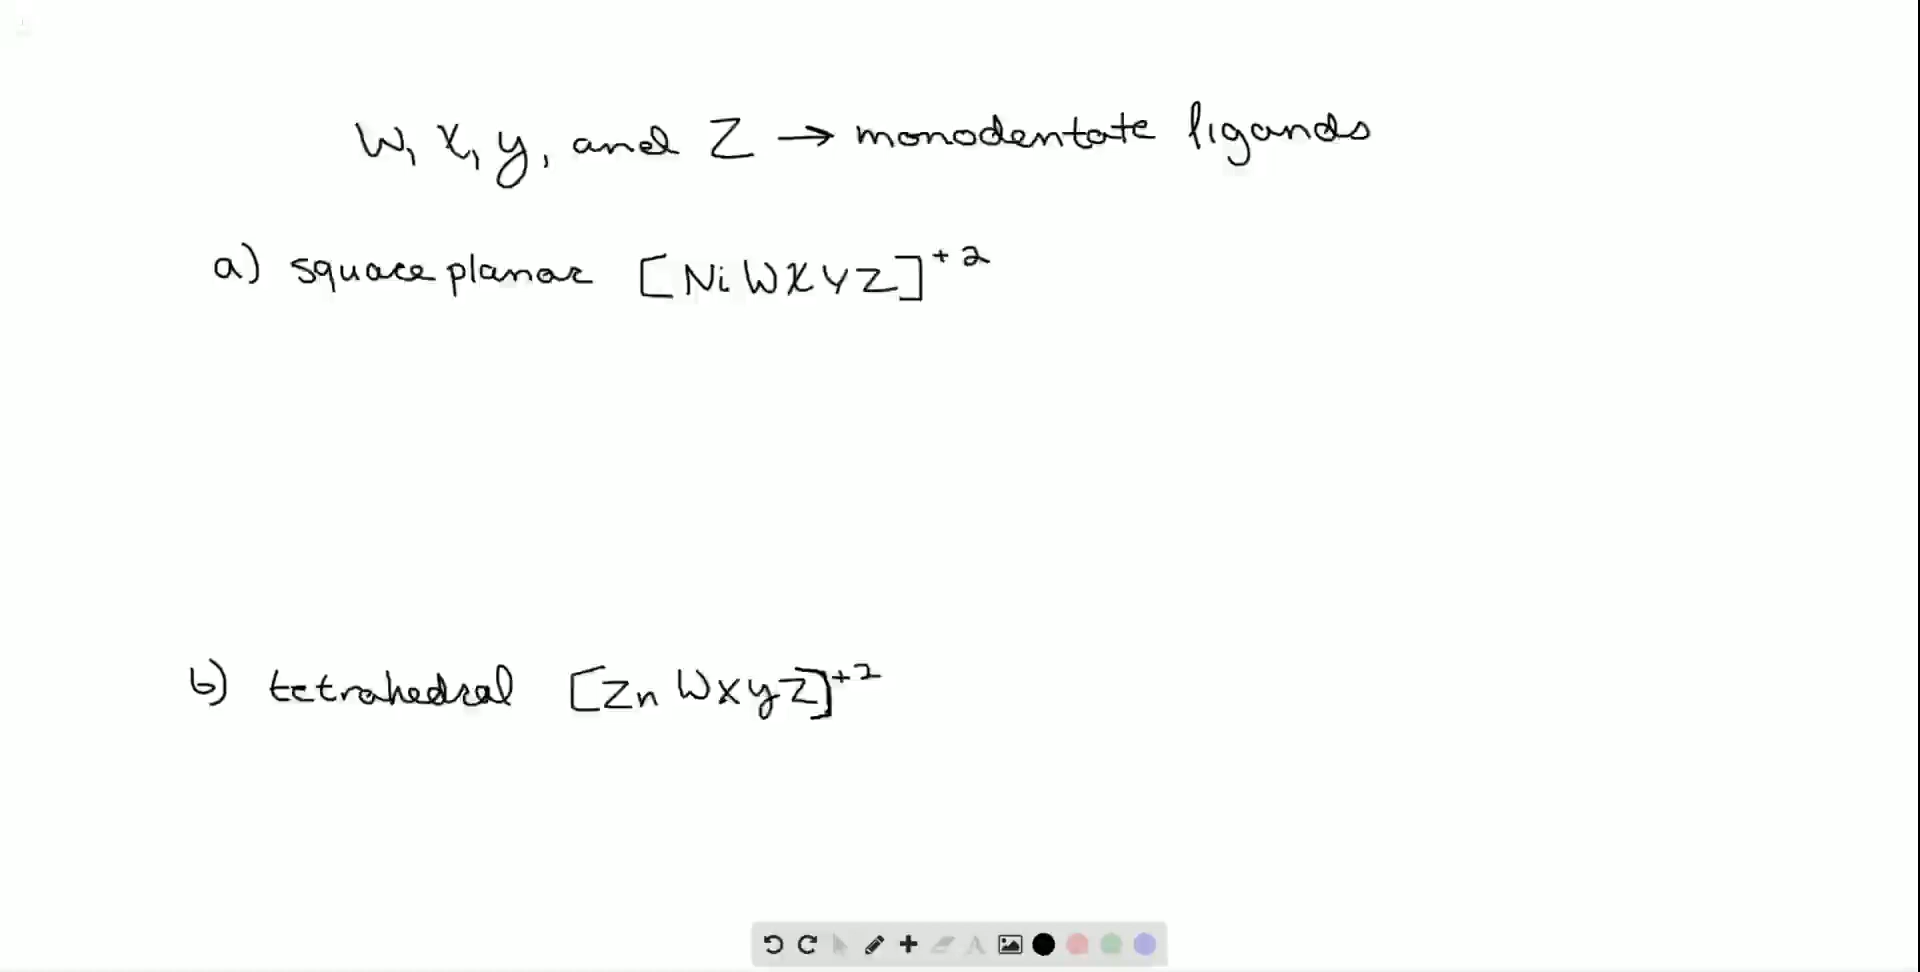 W, X, y, and Z → monodentate ligands
a) square planar [Ni W X Y Z]⁺²
b) tetrahedral [Zn W X y Z]⁺²